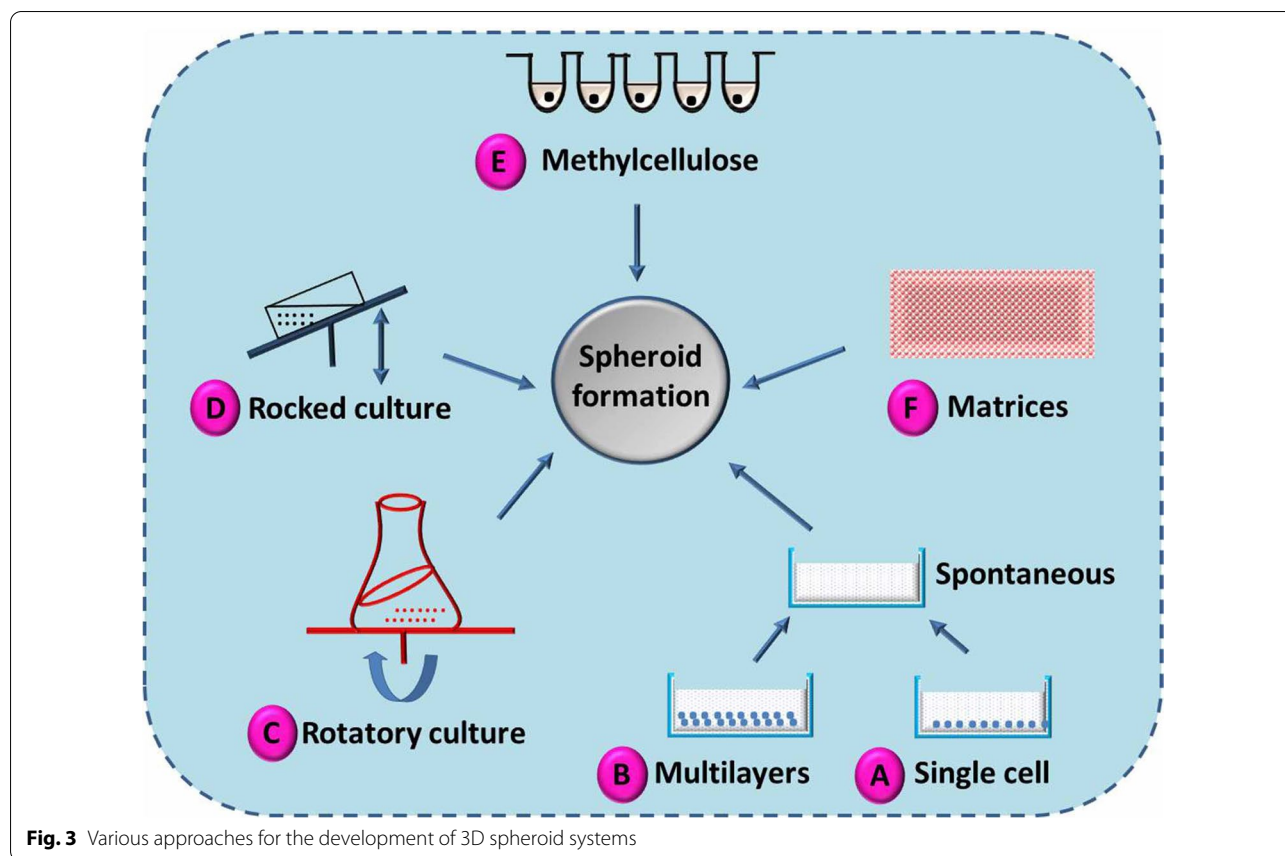 E Methylcellulose
Spheroid
formation
D Rocked culture
F Matrices
Spontaneous
C Rotatory culture
B Multilayers
A Single cell
Fig. 3 Various approaches for the development of 3D spheroid systems